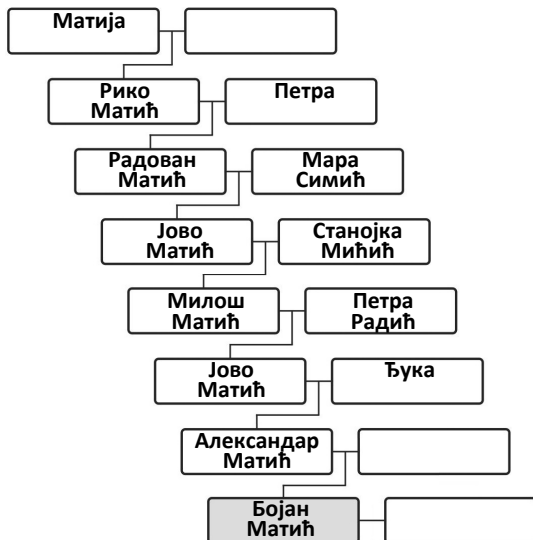 Матија
Рико
Матић
Петра
Радован
Матић
Мара
Симић
Јово
Матић
Станојка
Мићић
Милош
Матић
Петра
Радић
Јово
Матић
Ђука
Александар
Матић
Бојан
Матић